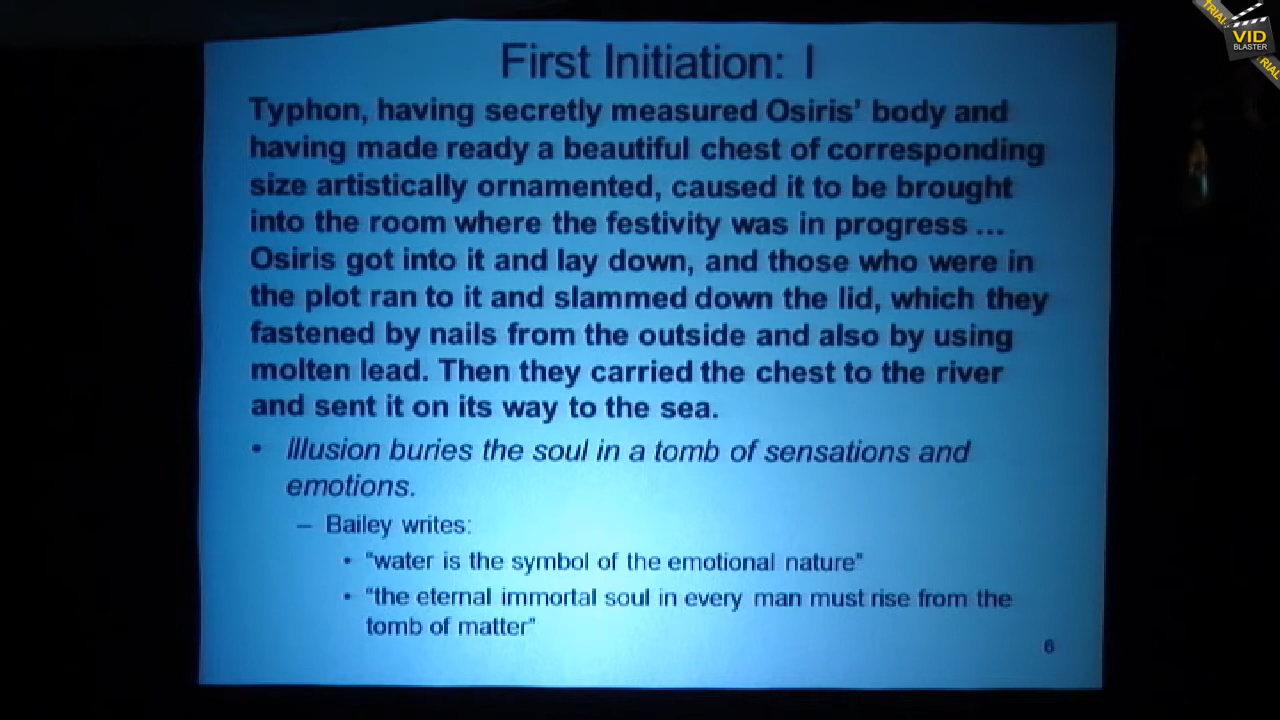 First Initiation: I
Typhon, having secretly measured Osiris’ body and
having made ready a beautiful chest of corresponding
size artistically ornamented, caused it to be brought
into the room where the festivity was in progress ...
Osiris got into it and lay down, and those who were in
the plot ran to it and slammed down the lid, which they
fastened by nails from the outside and also by using
molten lead. Then they carried the chest to the river
and sent it on its way to the sea.
• Illusion buries the soul in a tomb of sensations and
emotions.
– Bailey writes:
• “water is the symbol of the emotional nature”
• “the eternal immortal soul in every man must rise from the
tomb of matter”
6
TRIAL
VID
BLASTER
TRIAL